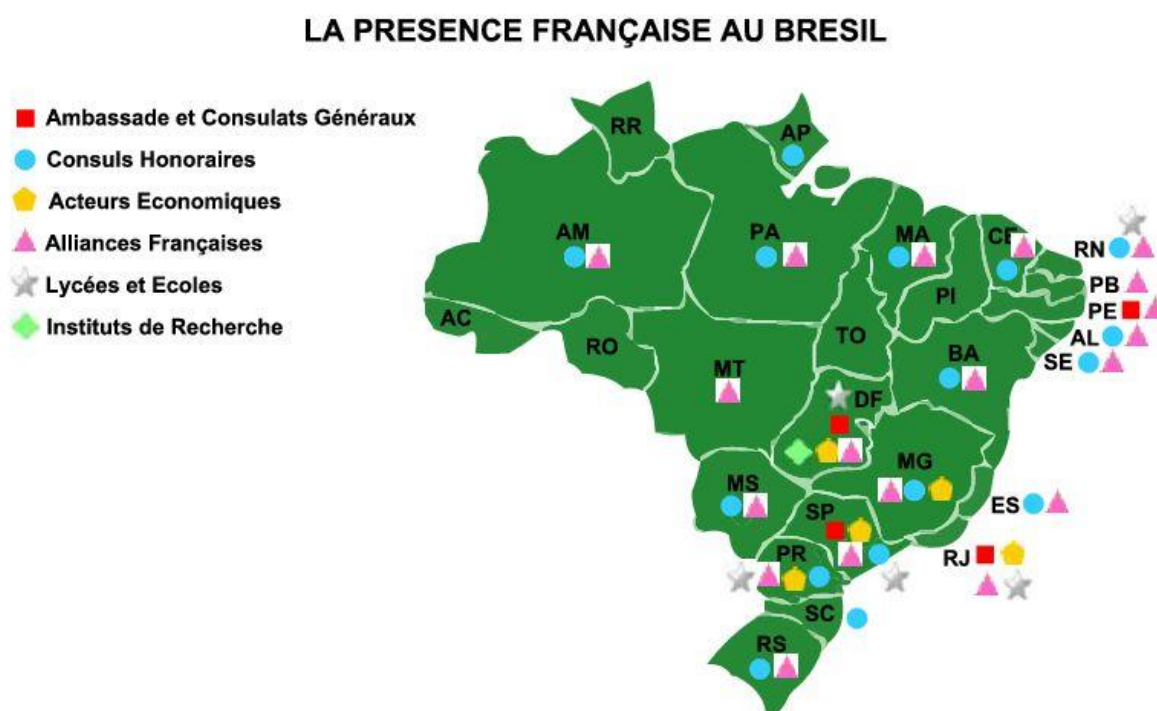 LA PRESENCE FRANÇAISE AU BRESIL
Ambassade et Consulats Généraux
Consuls Honoraires
Acteurs Economiques
Alliances Françaises
Lycées et Ecoles
Instituts de Recherche
RR
AP
AM
PA
MA
CE
RN
PB
PE
AL
SE
PI
AC
RO
TO
BA
MT
DF
MG
MS
ES
SP
RJ
PR
SC
RS